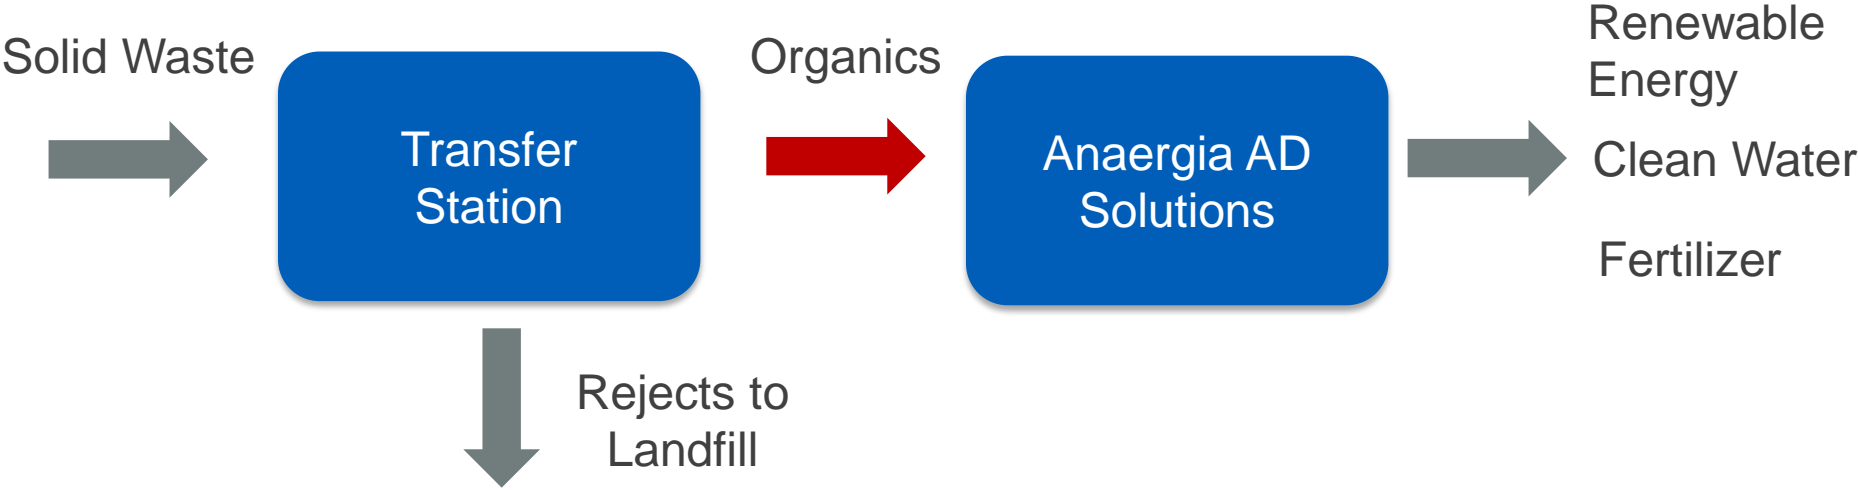 Solid Waste
Transfer
Station
Organics
Anaergia AD
Solutions
Renewable
Energy
Clean Water
Fertilizer
Rejects to
Landfill